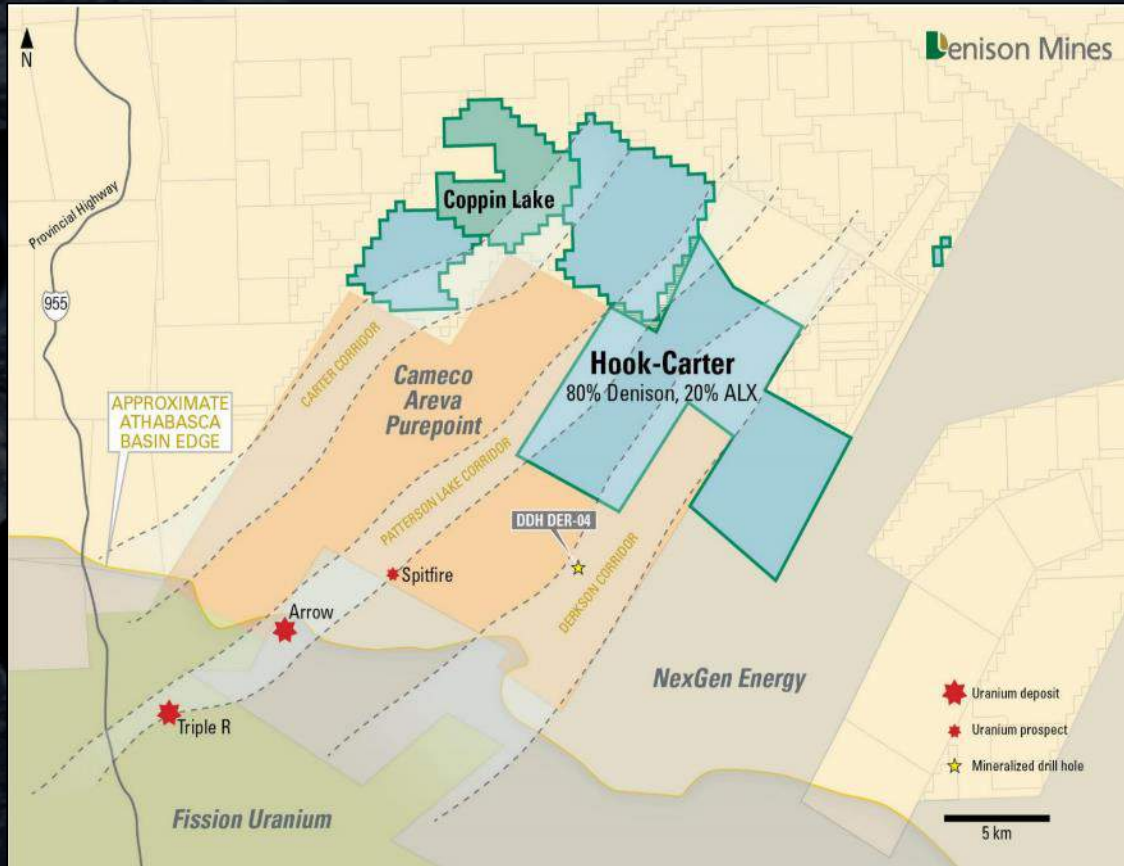 N
Denison Mines
Provincial Highway
955
Coppin Lake
CARTER CORRIDOR
Cameco
Areva
Purepoint
Hook-Carter
80% Denison, 20% ALX
APPROXIMATE
ATHABASCA
BASIN EDGE
PATTERSON LAKE CORRIDOR
DDH DER-04
Spitfire
DERKSON CORRIDOR
Arrow
NexGen Energy
Triple R
Fission Uranium
Uranium deposit
Uranium prospect
Mineralized drill hole
5 km